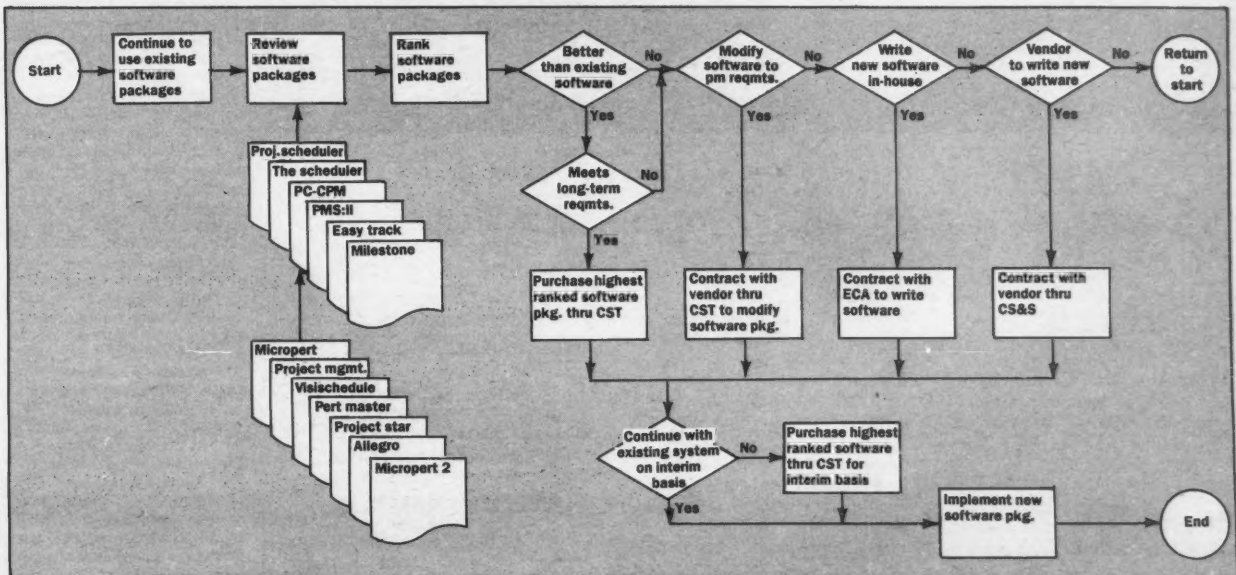 Start
Continue to
use existing
software
packages
Review
software
packages
Rank
software
packages
Better
than existing
software
No
Modify
software to
pm reqmts.
No
Write
new software
in-house
No
Vendor
to write new
software
No
Return
to
start
Yes
Meets
long-term
reqmts.
No
Yes
Yes
Yes
Yes
Proj.scheduler
The scheduler
PC-CPM
PMS:II
Easy track
Milestone
Purchase highest
ranked software
pkg. thru CST
Contract with
vendor thru
CST to modify
software pkg.
Contract with
ECA to write
software
Contract with
vendor thru
CS&S
Micropert
Project mgmt.
Visischedule
Pert master
Project star
Allegro
Micropert 2
Continue with
existing system
on interim
basis
No
Purchase highest
ranked software
thru CST for
interim basis
Yes
Implement new
software pkg.
End